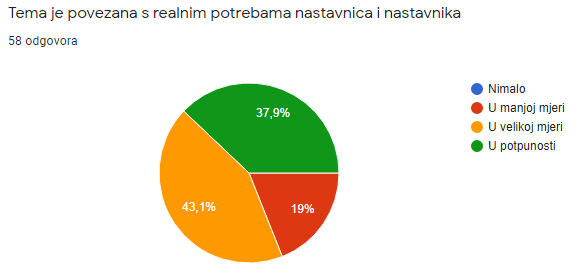 Tema je povezana s realnim potrebama nastavnica i nastavnika
58 odgovora
37,9%
43,1%
19%
Nimalo
U manjoj mjeri
U velikoj mjeri
U potpunosti